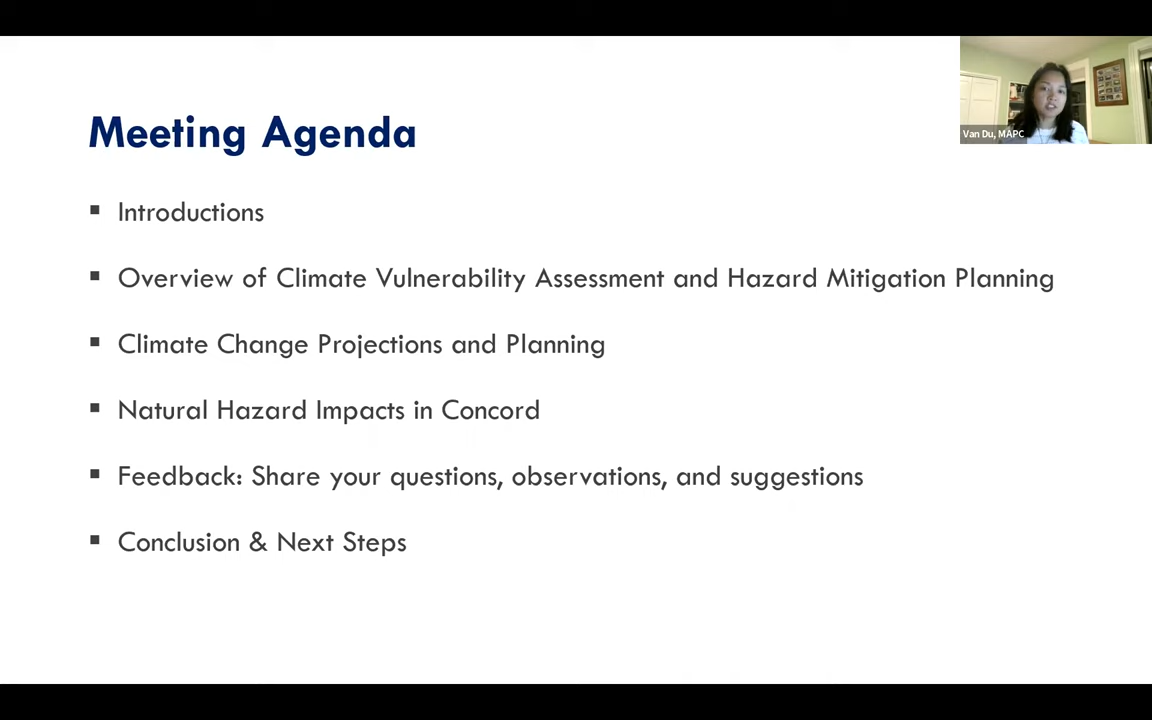 Meeting Agenda
Van Du, MAPC
Introductions
Overview of Climate Vulnerability Assessment and Hazard Mitigation Planning
Climate Change Projections and Planning
Natural Hazard Impacts in Concord
Feedback: Share your questions, observations, and suggestions
Conclusion & Next Steps